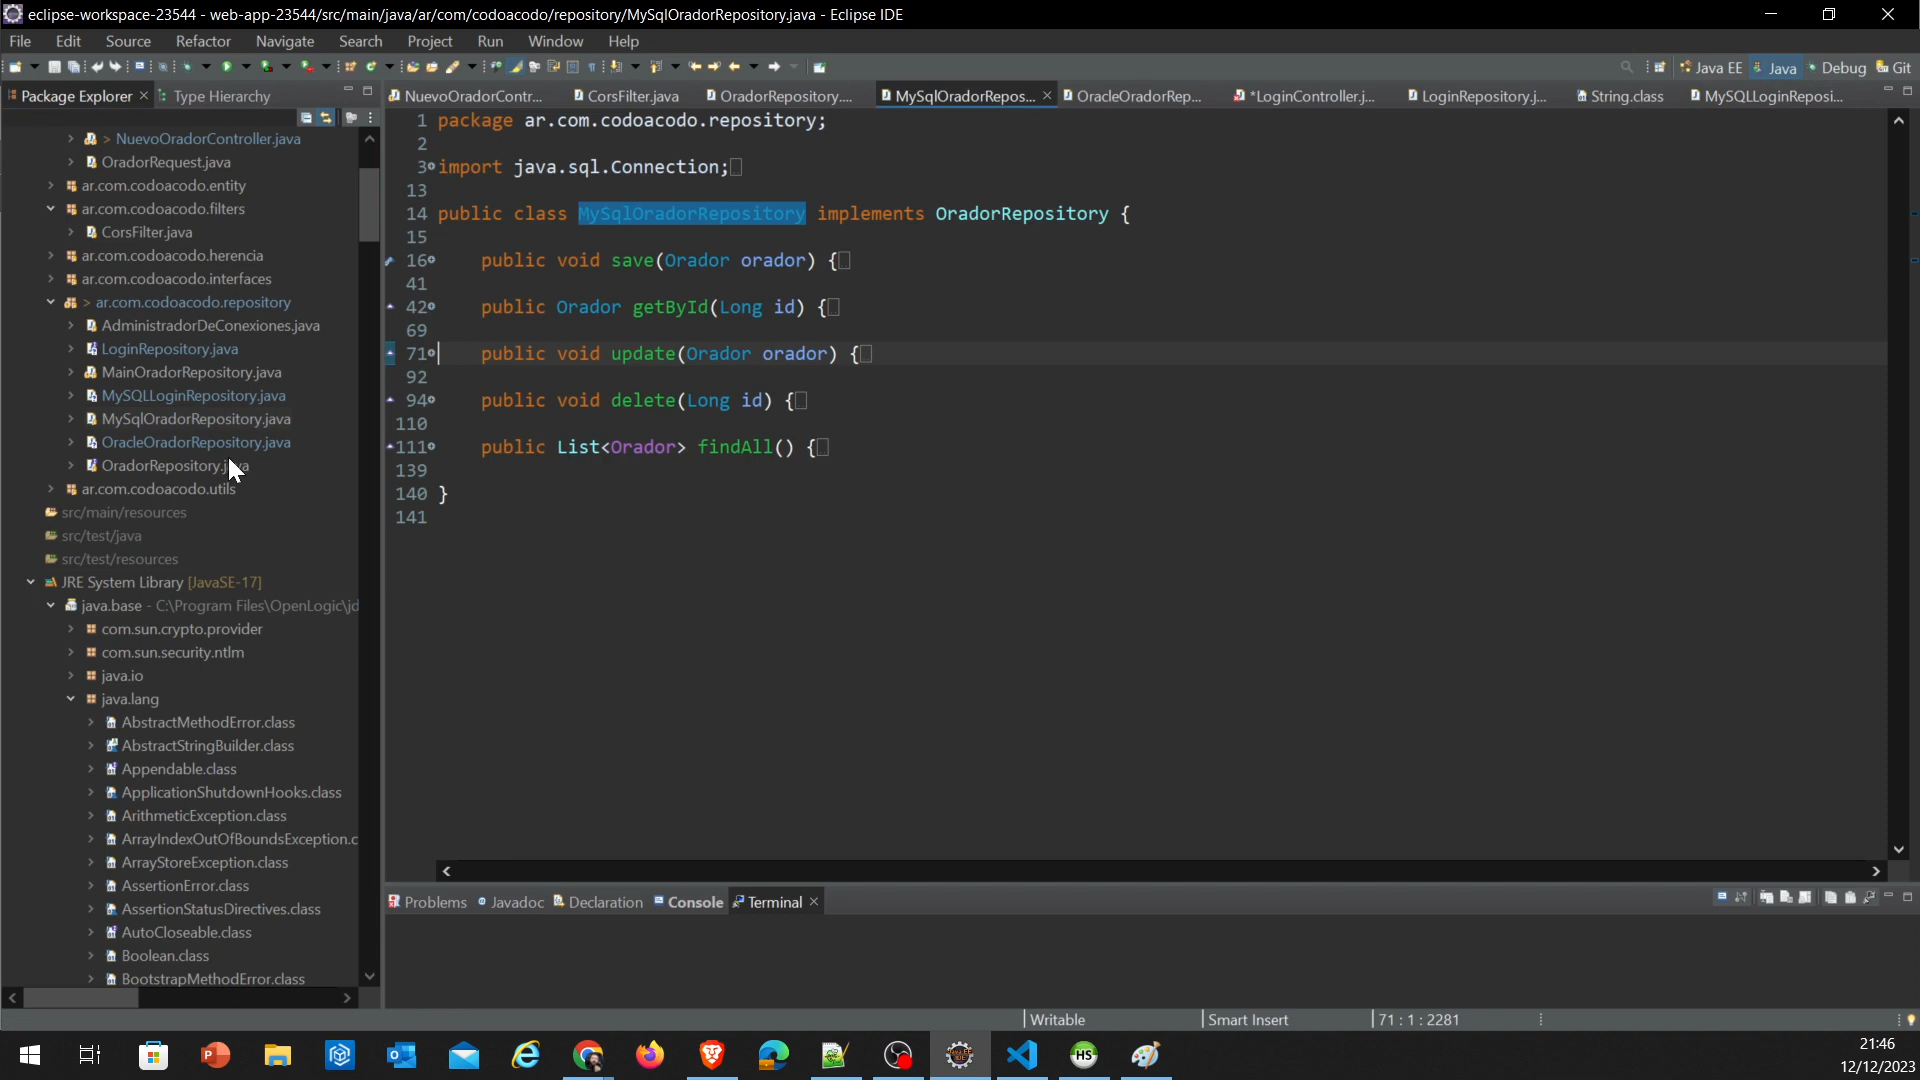 eclipse-workspace-23544 - web-app-23544/src/main/java/ar/com/codoacodo/repository/MySqlOradorRepository.java - Eclipse IDE
File Edit Source Refactor Navigate Search Project Run Window Help
Java EE Java Debug Git
Package Explorer Type Hierarchy
NuevoOradorContr... CorsFilter.java OradorRepository.... MySqlOradorRepos... OracleOradorRep... *LoginController.j... LoginRepository.j... String.class MySQLLoginReposi...
> NuevoOradorController.java
OradorRequest.java
ar.com.codoacodo.entity
ar.com.codoacodo.filters
CorsFilter.java
ar.com.codoacodo.herencia
ar.com.codoacodo.interfaces
> ar.com.codoacodo.repository
AdministradorDeConexiones.java
LoginRepository.java
MainOradorRepository.java
MySQLLoginRepository.java
MySqlOradorRepository.java
OracleOradorRepository.java
OradorRepository.java
ar.com.codoacodo.utils
src/main/resources
src/test/java
src/test/resources
JRE System Library [JavaSE-17]
java.base - C:\Program Files\OpenLogic\jd
com.sun.crypto.provider
com.sun.security.ntlm
java.io
java.lang
AbstractMethodError.class
AbstractStringBuilder.class
Appendable.class
ApplicationShutdownHooks.class
ArithmeticException.class
ArrayIndexOutOfBoundsException.c
ArrayStoreException.class
AssertionError.class
AssertionStatusDirectives.class
AutoCloseable.class
Boolean.class
BootstrapMethodError.class
1 package ar.com.codoacodo.repository;
2
3 import java.sql.Connection;
13
14 public class MySqlOradorRepository implements OradorRepository {
15
16 public void save(Orador orador) {
41
42 public Orador getById(Long id) {
69
71 public void update(Orador orador) {
92
94 public void delete(Long id) {
110
111 public List<Orador> findAll() {
139
140 }
141
Problems Javadoc Declaration Console Terminal
Writable Smart Insert 71 : 1 : 2281
21:46
12/12/2023